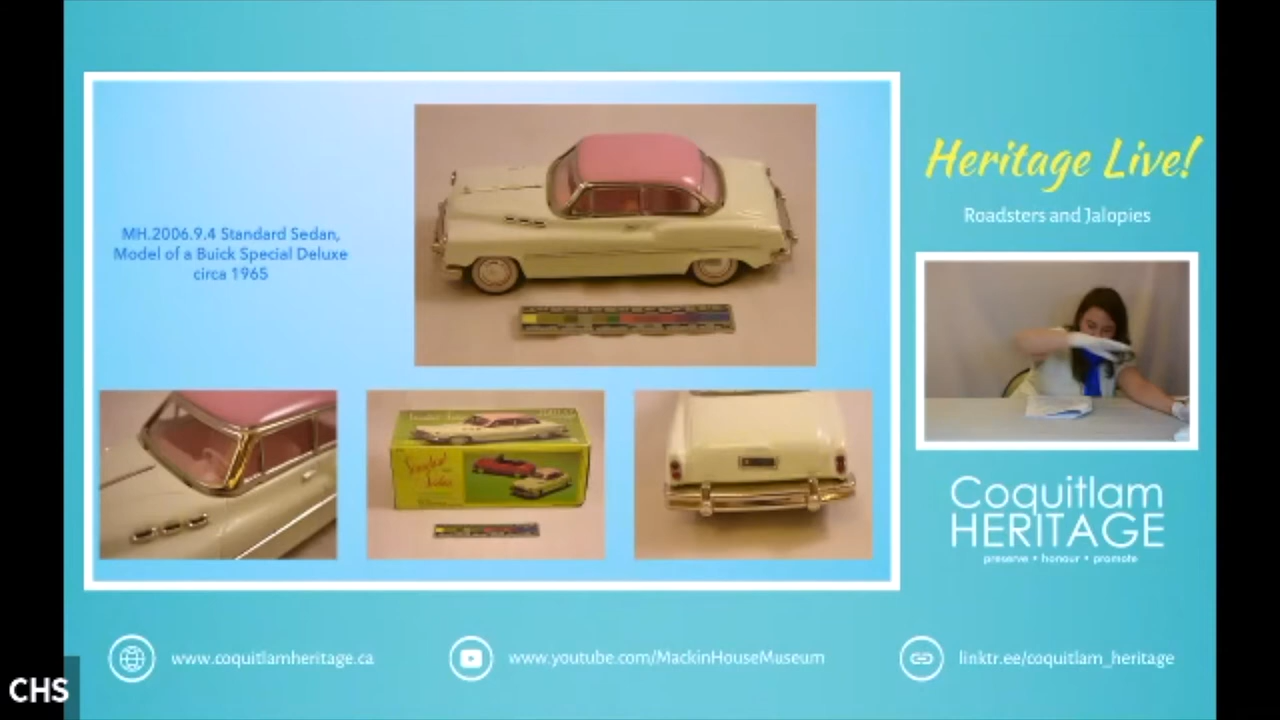 MH.2006.9.4 Standard Sedan,
Model of a Buick Special Deluxe
circa 1965
Heritage Live!
Roadsters and Jalopies
Coquitlam
HERITAGE
preserve • honour • promote
www.coquitlamheritage.ca
www.youtube.com/MackinHouseMuseum
linktr.ee/coquitlam_heritage
CHS